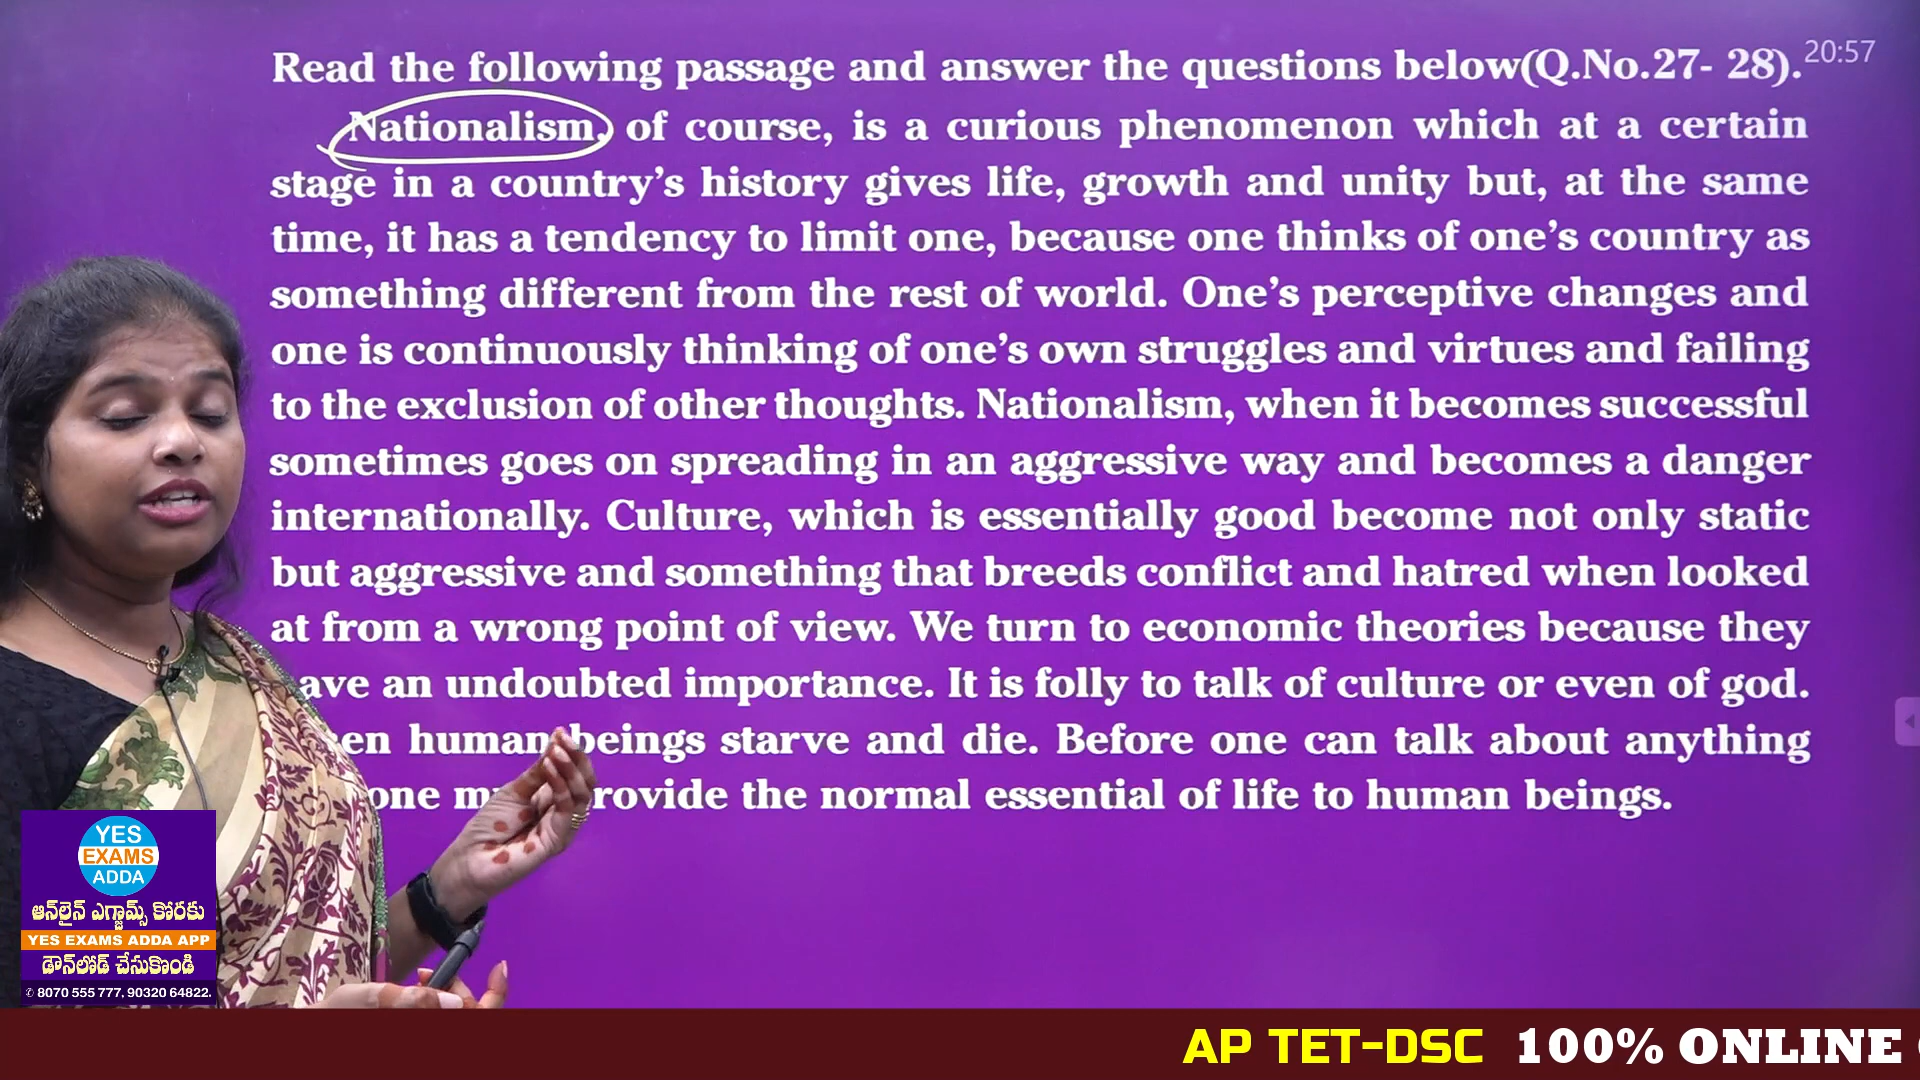 Read the following passage and answer the questions below(Q.No.27- 28).
20:57
Nationalism, of course, is a curious phenomenon which at a certain
stage in a country's history gives life, growth and unity but, at the same
time, it has a tendency to limit one, because one thinks of one's country as
something different from the rest of world. One's perceptive changes and
one is continuously thinking of one's own struggles and virtues and failing
to the exclusion of other thoughts. Nationalism, when it becomes successful
sometimes goes on spreading in an aggressive way and becomes a danger
internationally. Culture, which is essentially good become not only static
but aggressive and something that breeds conflict and hatred when looked
at from a wrong point of view. We turn to economic theories because they
an undoubted importance. It is folly to talk of culture or even of god.
human beings starve and die. Before one can talk about anything
one the normal essential of life to human beings.
YES
EXAMS
ADDA
ఆన్‌లైన్ ఎగ్జామ్స్ కోరకు
YES EXAMS ADDA APP
డౌన్‌లోడ్ చేసుకొండి
✆ 8070 555 777, 90320 64822.
AP TET-DSC 100% ONLINE